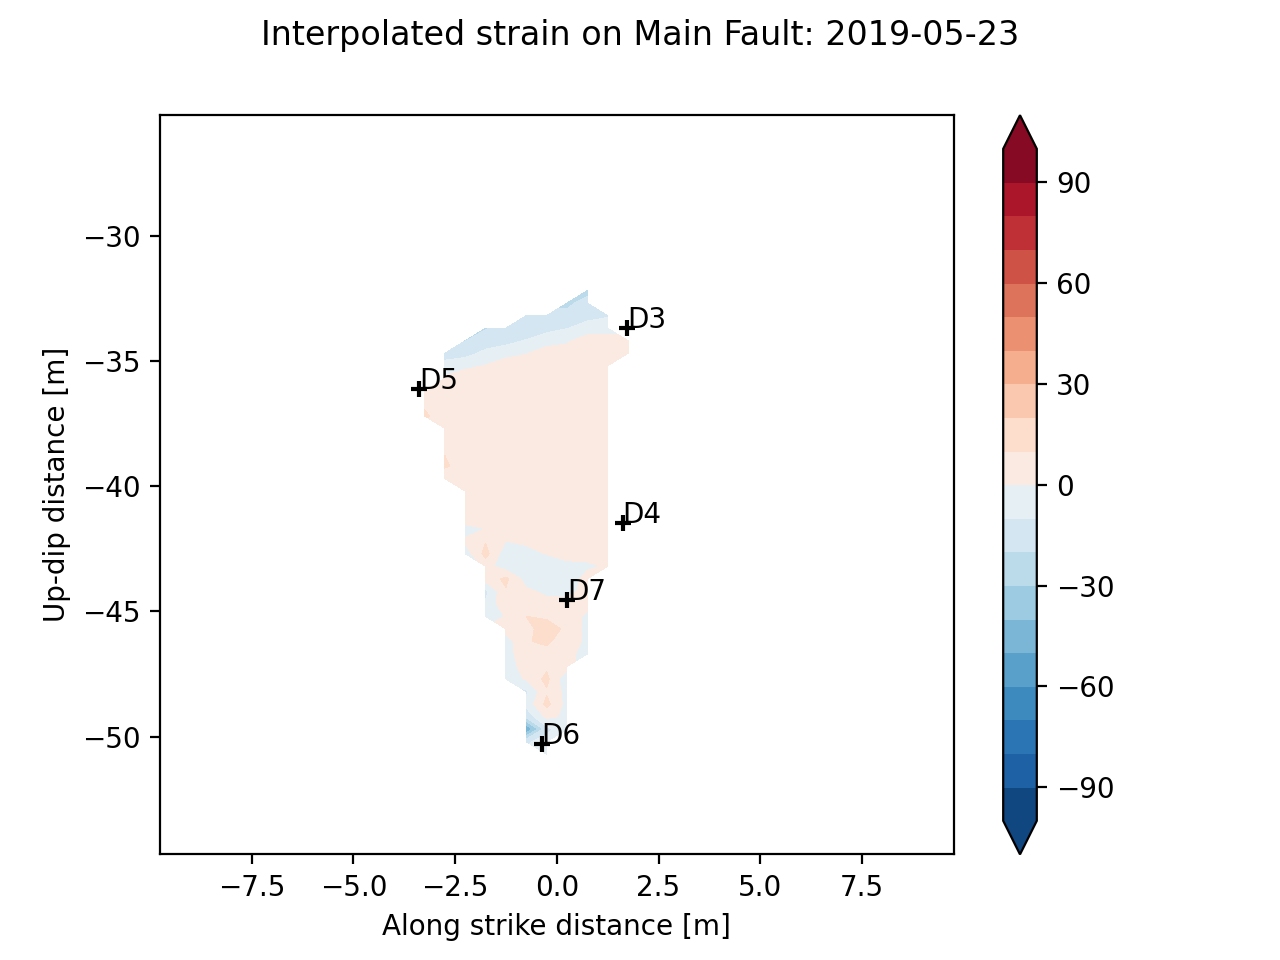 Interpolated strain on Main Fault: 2019-05-23
Up-dip distance [m]
−30
−35
−40
−45
−50
D3
D5
D4
D7
D6
−7.5 −5.0 −2.5 0.0 2.5 5.0 7.5
Along strike distance [m]
90
60
30
0
−30
−60
−90